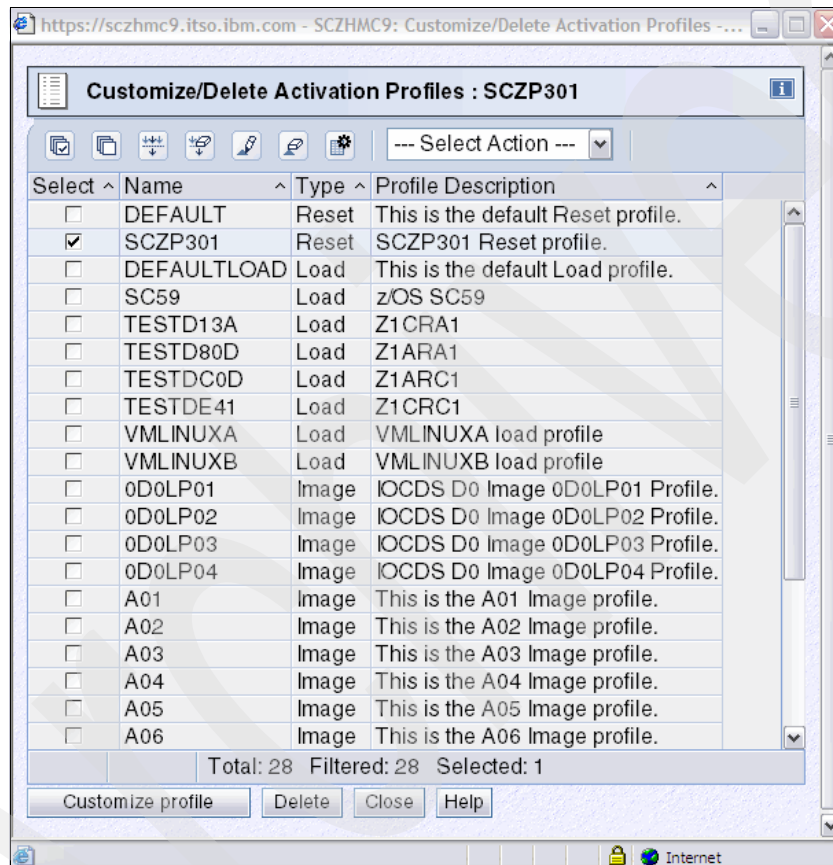 https://sczhmc9.itso.ibm.com - SCZHMC9: Customize/Delete Activation Profiles -...
Customize/Delete Activation Profiles : SCZP301
i
--- Select Action ---
Select ^ Name ^ Type ^ Profile Description ^
DEFAULT Reset This is the default Reset profile.
SCZP301 Reset SCZP301 Reset profile.
DEFAULTLOAD Load This is the default Load profile.
SC59 Load z/OS SC59
TESTD13A Load Z1CRA1
TESTD80D Load Z1ARA1
TESTDC0D Load Z1ARC1
TESTDE41 Load Z1CRC1
VMLINUXA Load VMLINUXA load profile
VMLINUXB Load VMLINUXB load profile
0D0LP01 Image IOCDS D0 Image 0D0LP01 Profile.
0D0LP02 Image IOCDS D0 Image 0D0LP02 Profile.
0D0LP03 Image IOCDS D0 Image 0D0LP03 Profile.
0D0LP04 Image IOCDS D0 Image 0D0LP04 Profile.
A01 Image This is the A01 Image profile.
A02 Image This is the A02 Image profile.
A03 Image This is the A03 Image profile.
A04 Image This is the A04 Image profile.
A05 Image This is the A05 Image profile.
A06 Image This is the A06 Image profile.
Total: 28 Filtered: 28 Selected: 1
Customize profile Delete Close Help
Internet